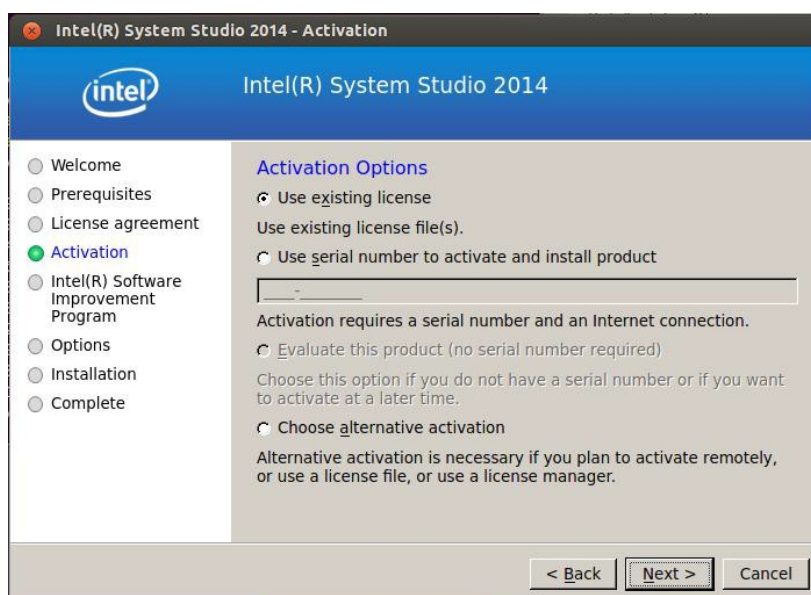 Intel(R) System Studio 2014 - Activation
intel
Intel(R) System Studio 2014
Welcome
Prerequisites
License agreement
Activation
Intel(R) Software
Improvement
Program
Options
Installation
Complete
Activation Options
Use existing license
Use existing license file(s).
Use serial number to activate and install product
____-_______
Activation requires a serial number and an Internet connection.
Evaluate this product (no serial number required)
Choose this option if you do not have a serial number or if you want
to activate at a later time.
Choose alternative activation
Alternative activation is necessary if you plan to activate remotely,
or use a license file, or use a license manager.
< Back
Next >
Cancel